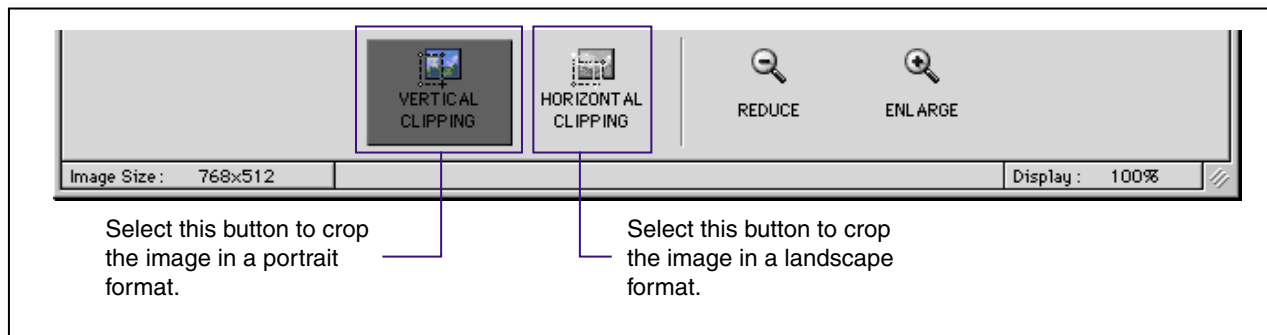 VERTICAL
CLIPPING
HORIZONTAL
CLIPPING
REDUCE
ENLARGE
Image Size : 768x512
Display : 100%
Select this button to crop
the image in a portrait
format.
Select this button to crop
the image in a landscape
format.